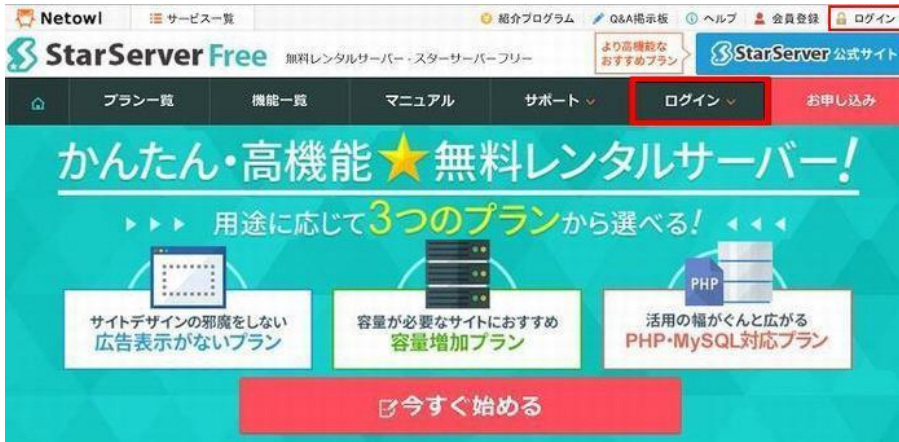 Netowl サービス一覧 紹介プログラム Q&A掲示板 ヘルプ 会員登録 ログイン
StarServer Free 無料レンタルサーバー・スターサーバーフリー
より高機能な
おすすめプラン
StarServer 公式サイト
プラン一覧 機能一覧 マニュアル サポート ログイン お申し込み
かんたん・高機能★無料レンタルサーバー!
用途に応じて3つのプランから選べる!
サイトデザインの邪魔をしない
広告表示がないプラン
容量が必要なサイトにおすすめ
容量増加プラン
PHP
活用の幅がぐんと広がる
PHP・MySQL対応プラン
今すぐ始める